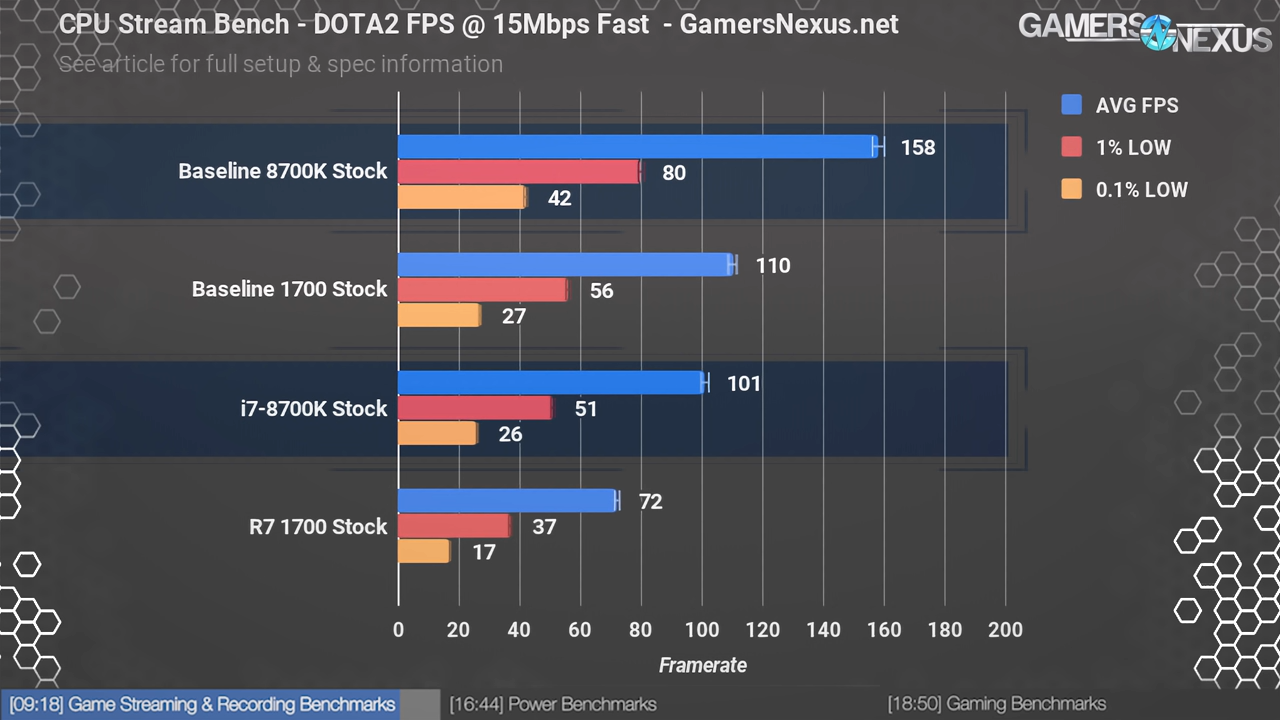 CPU Stream Bench - DOTA2 FPS @ 15Mbps Fast - GamersNexus.net
GAMERS NEXUS
See article for full setup & spec information
AVG FPS
1% LOW
0.1% LOW
Baseline 8700K Stock
158
80
42
Baseline 1700 Stock
110
56
27
i7-8700K Stock
101
51
26
R7 1700 Stock
72
37
17
0 20 40 60 80 100 120 140 160 180 200
Framerate
[09:18] Game Streaming & Recording Benchmarks [16:44] Power Benchmarks [18:50] Gaming Benchmarks